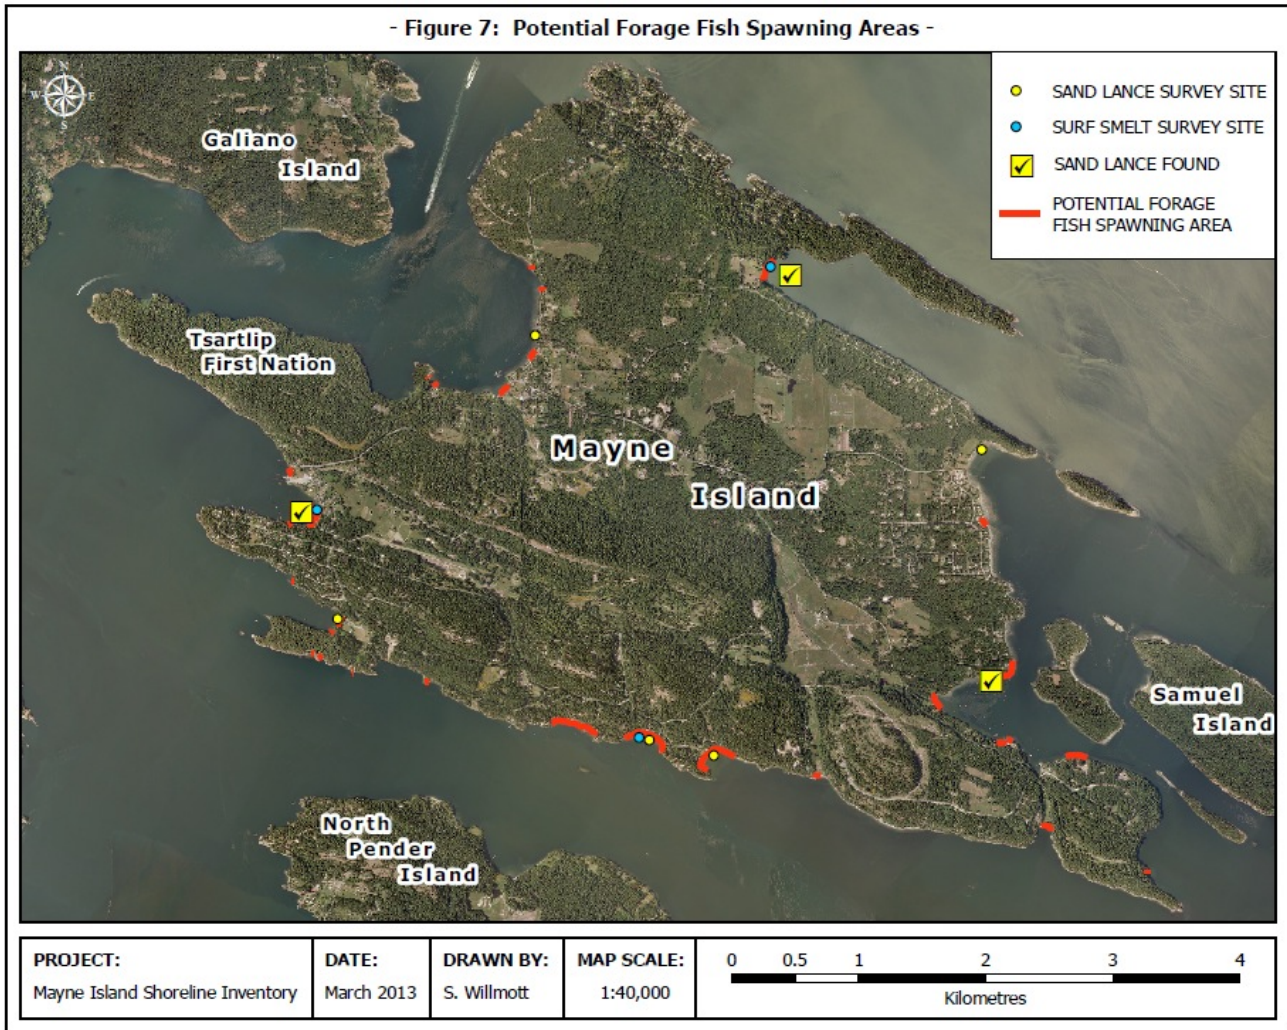 - Figure 7: Potential Forage Fish Spawning Areas -
N
W E
S
SAND LANCE SURVEY SITE
SURF SMELT SURVEY SITE
SAND LANCE FOUND
POTENTIAL FORAGE
FISH SPAWNING AREA
Galiano
Island
Tsartlip
First Nation
Mayne
Island
Samuel
Island
North
Pender
Island
PROJECT:
Mayne Island Shoreline Inventory
DATE:
March 2013
DRAWN BY:
S. Willmott
MAP SCALE:
1:40,000
0 0.5 1 2 3 4
Kilometres